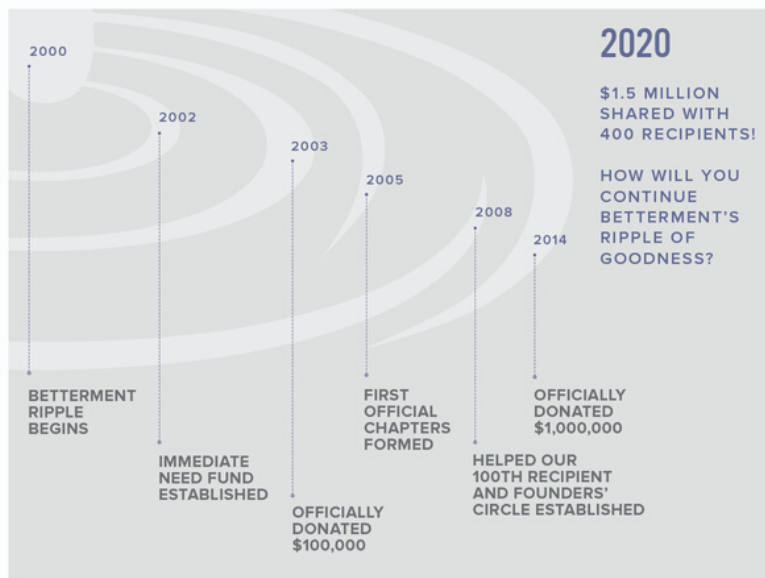 2000
BETTERMENT
RIPPLE
BEGINS
2002
IMMEDIATE
NEED FUND
ESTABLISHED
2003
OFFICIALLY
DONATED
$100,000
2005
FIRST
OFFICIAL
CHAPTERS
FORMED
2008
HELPED OUR
100TH RECIPIENT
AND FOUNDERS'
CIRCLE ESTABLISHED
2014
OFFICIALLY
DONATED
$1,000,000
2020
$1.5 MILLION
SHARED WITH
400 RECIPIENTS!
HOW WILL YOU
CONTINUE
BETTERMENT'S
RIPPLE OF
GOODNESS?